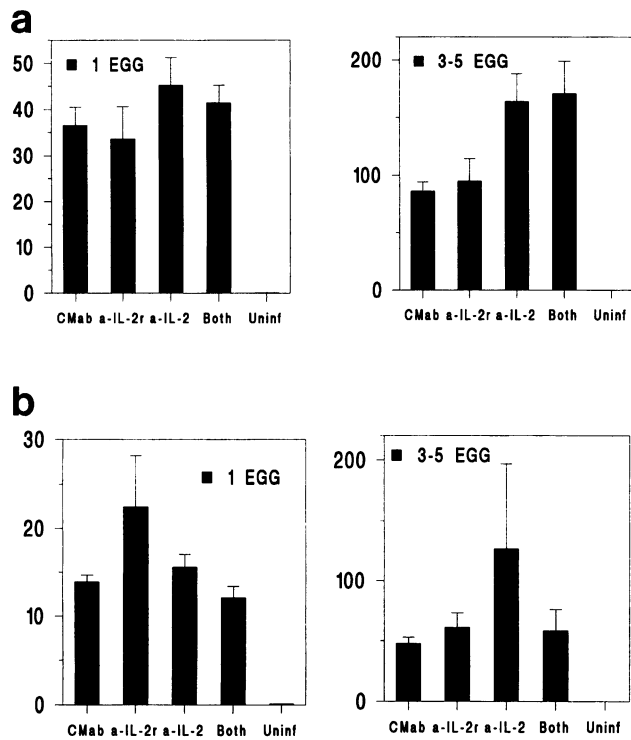 a
■ 1 EGG
50
40
30
20
10
0
CMab a-IL-2r a-IL-2 Both Uninf
■ 3-5 EGG
200
100
0
CMab a-IL-2r a-IL-2 Both Uninf
b
■ 1 EGG
30
20
10
0
CMab a-IL-2r a-IL-2 Both Uninf
■ 3-5 EGG
200
100
0
CMab a-IL-2r a-IL-2 Both Uninf